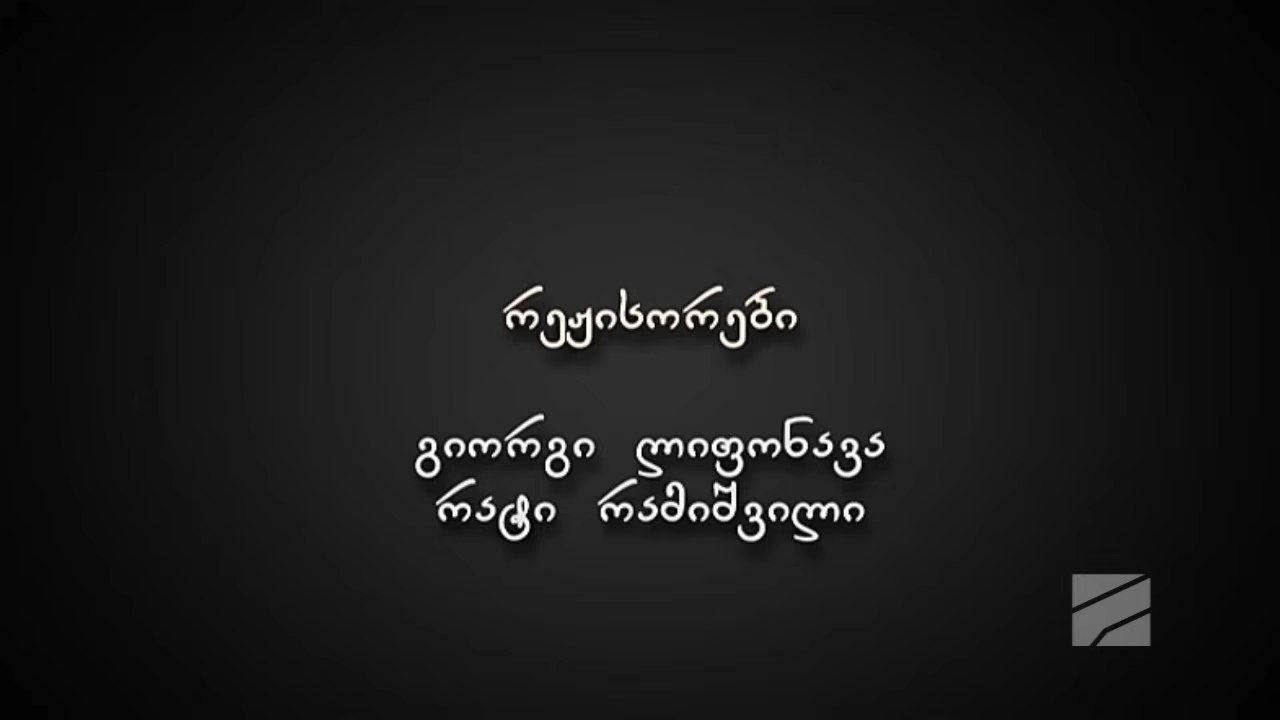 რეჟისორები
გიორგი ლიფონავა
რატი რამიშვილი